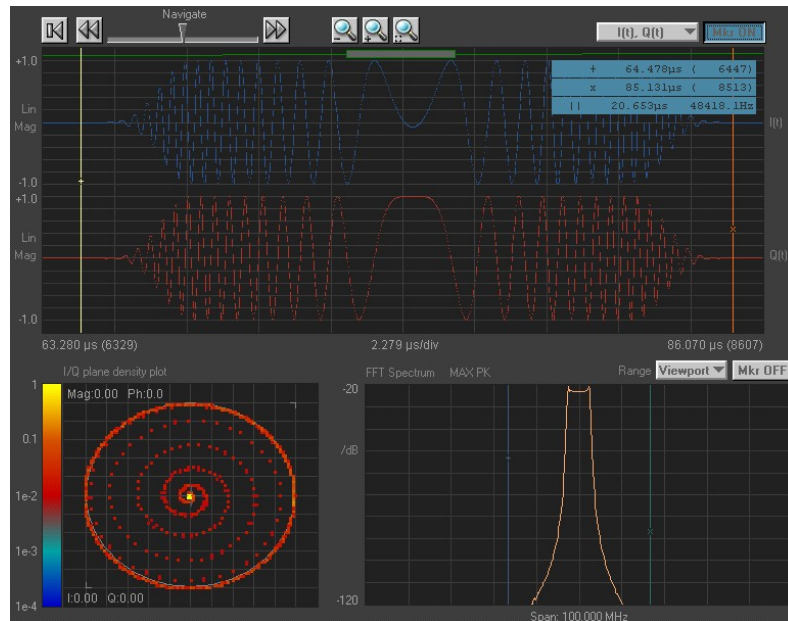 Navigate
I(t), Q(t)
Mkr ON
+1.0
+ 64.478µs ( 6447)
x 85.131µs ( 8513)
|| 20.653µs 48418.1Hz
Lin
Mag
I(t)
-1.0
+1.0
Lin
Mag
Q(t)
-1.0
63.280 µs (6329)
2.279 µs/div
86.070 µs (8607)
I/Q plane density plot
FFT Spectrum MAX PK
Range
Viewport
Mkr OFF
1
Mag:0.00 Ph:0.0
-20
0.1
/dB
1e-2
1e-3
I:0.00 Q:0.00
-120
1e-4
Span: 100.000 MHz